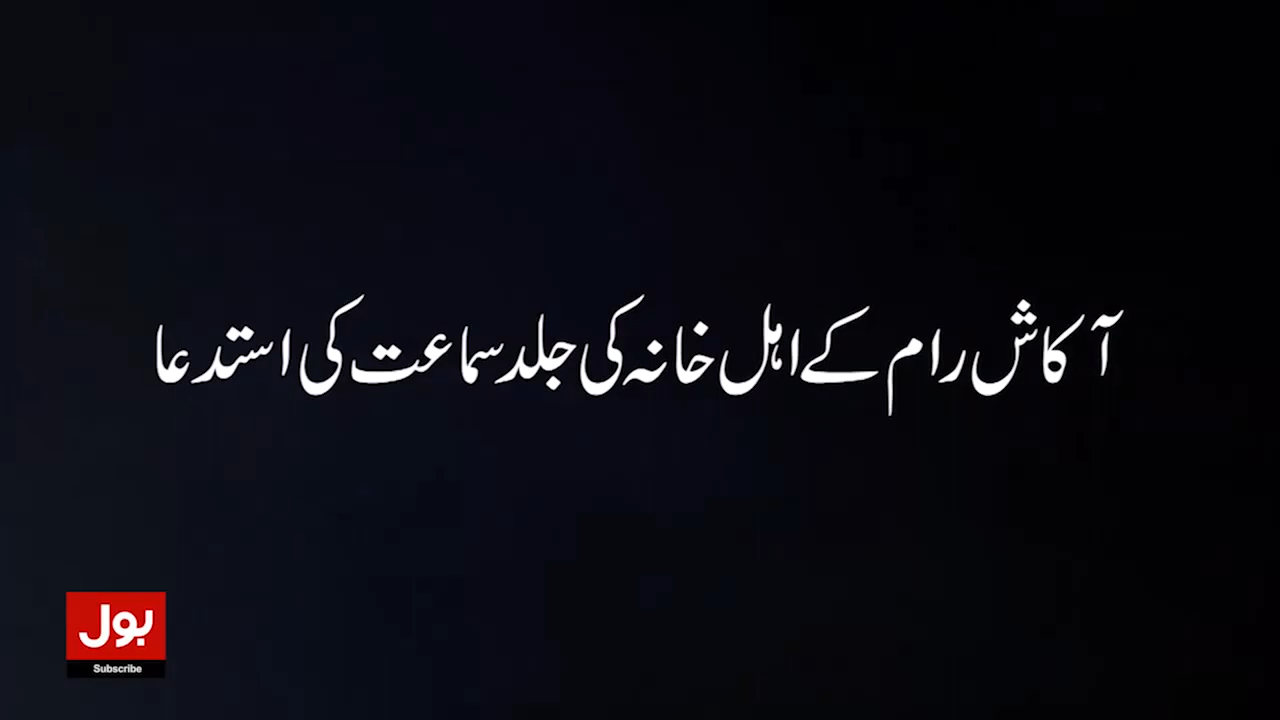 آکاش رام کے اہل خانہ کی جلد سماعت کی استدعا
بول
Subscribe